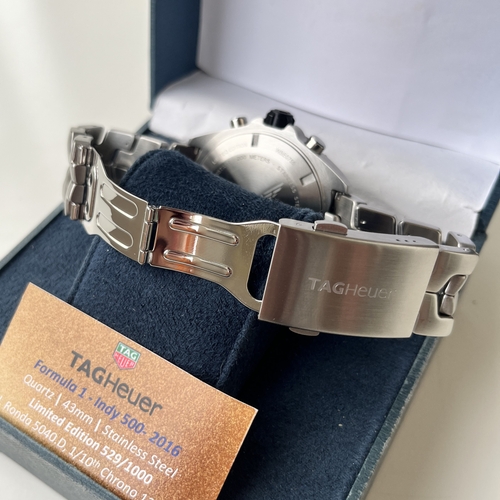 TAGHeuer
TAG
TAGHeuer
Formula 1 - Indy 500- 2016
Quartz | 43mm | Stainless Steel
Limited Edition 529/1000
Ronda 5040.D, 1/10th Chrono